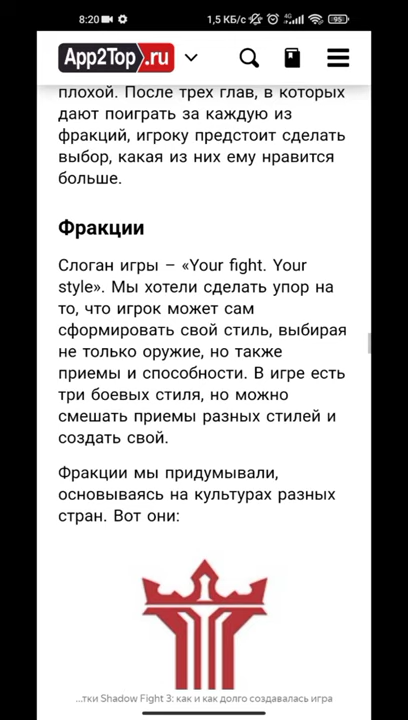 8:20
1,5 КБ/с
4G
95
App2Top.ru
плохой. После трех глав, в которых
дают поиграть за каждую из
фракций, игроку предстоит сделать
выбор, какая из них ему нравится
больше.
Фракции
Слоган игры – «Your fight. Your
style». Мы хотели сделать упор на
то, что игрок может сам
сформировать свой стиль, выбирая
не только оружие, но также
приемы и способности. В игре есть
три боевых стиля, но можно
смешать приемы разных стилей и
создать свой.
Фракции мы придумывали,
основываясь на культурах разных
стран. Вот они:
...тки Shadow Fight 3: как и как долго создавалась игра